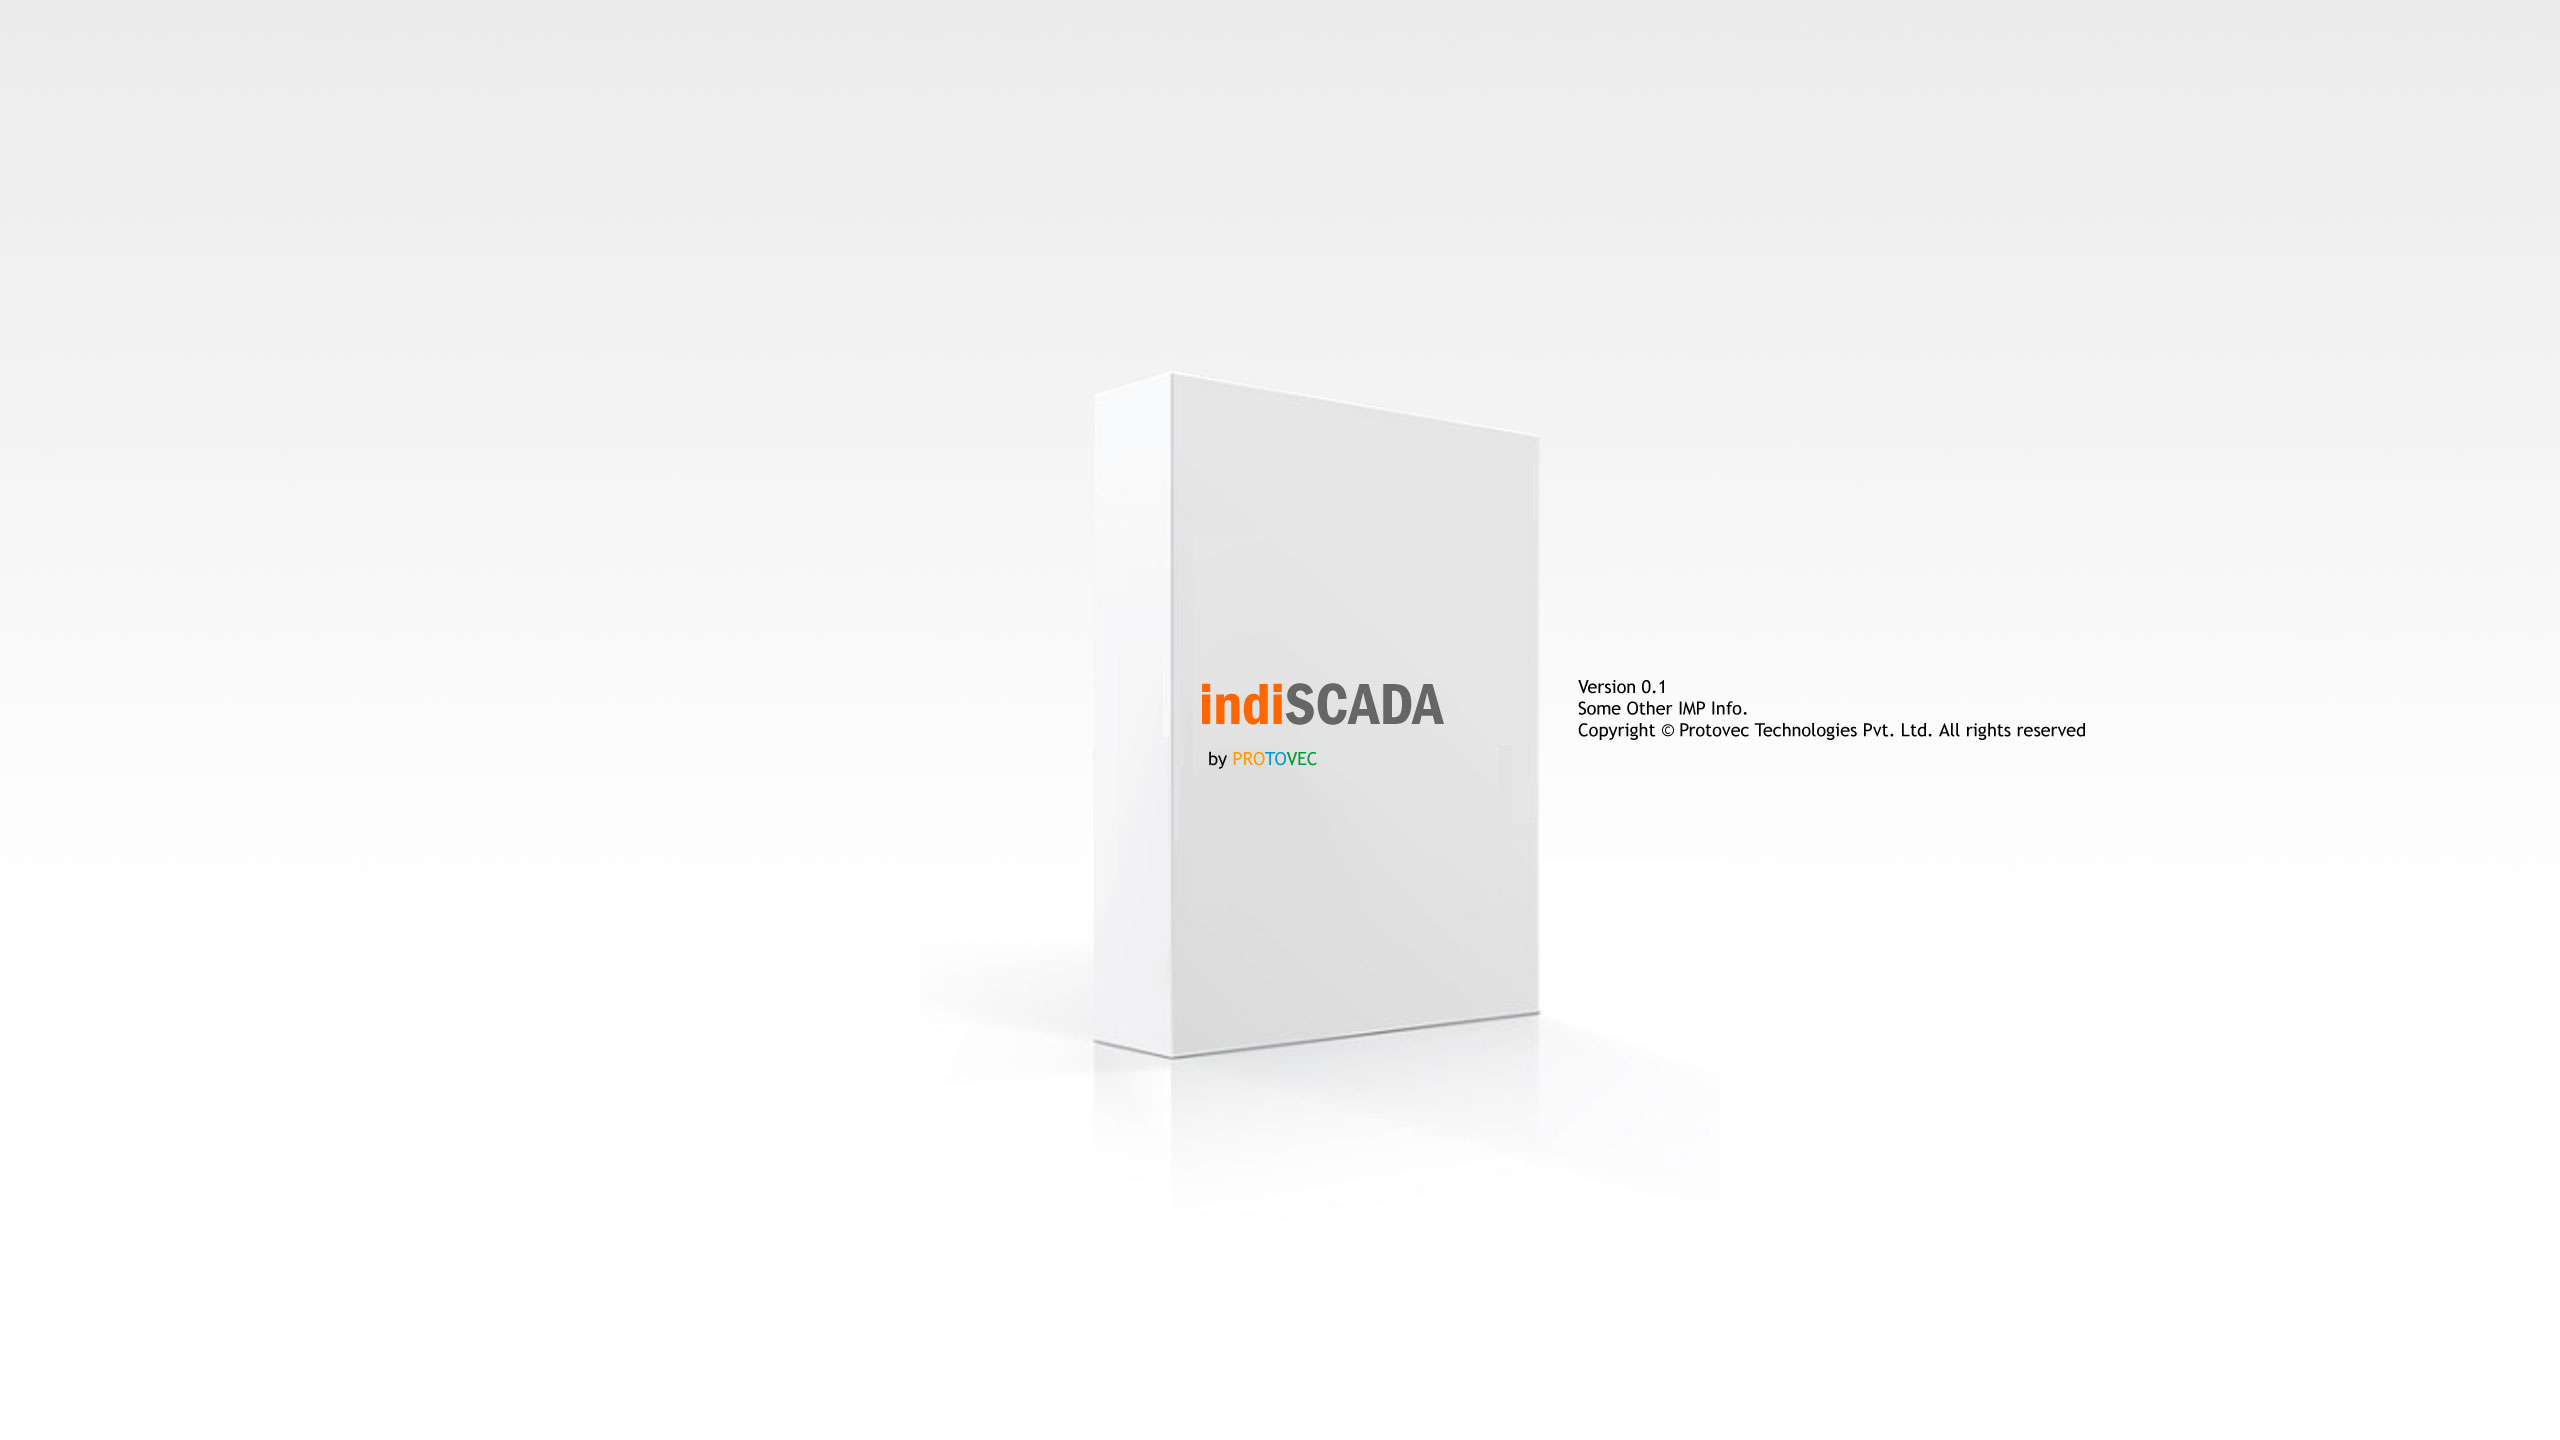 indiSCADA
by PROTOVEC
Version 0.1
Some Other IMP Info.
Copyright © Protovec Technologies Pvt. Ltd. All rights reserved